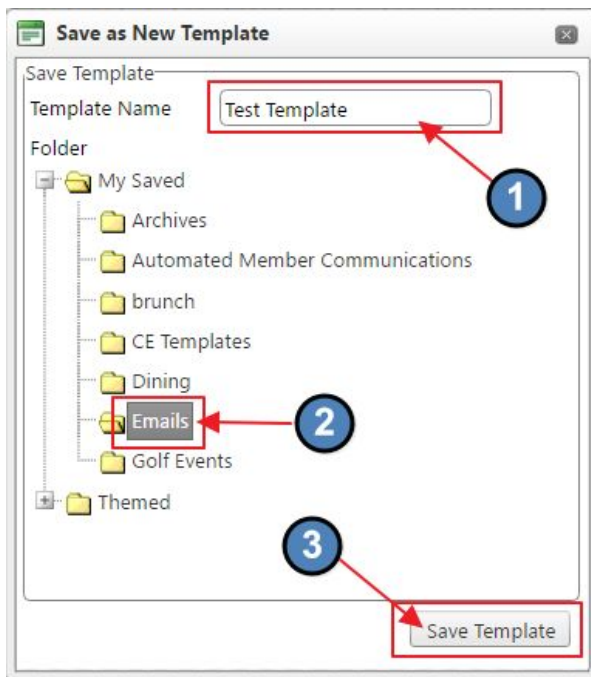 Save as New Template
Save Template
Template Name Test Template
1
Folder
My Saved
Archives
Automated Member Communications
brunch
CE Templates
Dining
Emails 2
Golf Events
Themed
3
Save Template